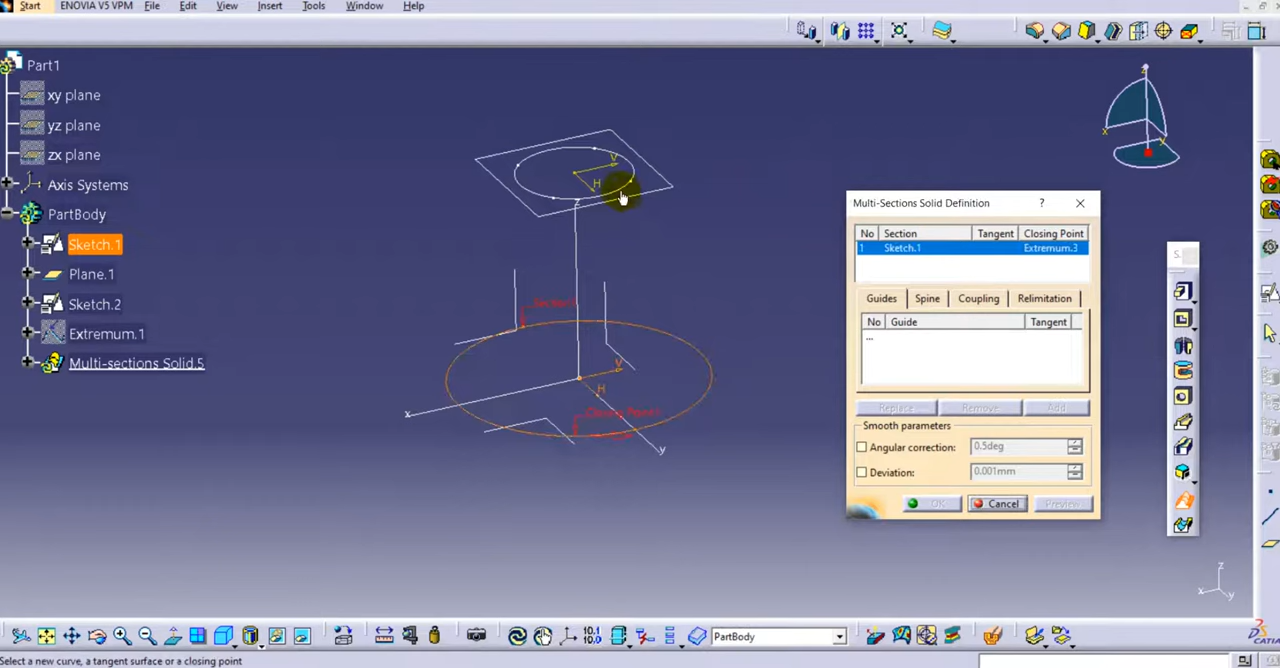 Start ENOVIA V5 VPM File Edit View Insert Tools Window Help
Part1
xy plane
yz plane
zx plane
Axis Systems
PartBody
Sketch.1
Plane.1
Sketch.2
Extremum.1
Multi-sections Solid.5
V
H
z
V
H
x
y
z
x
y
Multi-Sections Solid Definition ? ×
No Section Tangent Closing Point
1 Sketch.1 Extremum.3
Guides Spine Coupling Relimitation
No Guide Tangent
...
Replace Remove Add
Smooth parameters
Angular correction: 0.5deg
Deviation: 0.001mm
OK Cancel Preview
S.
z
x
y
10.1
PartBody
CATIA
Select a new curve, a tangent surface or a closing point